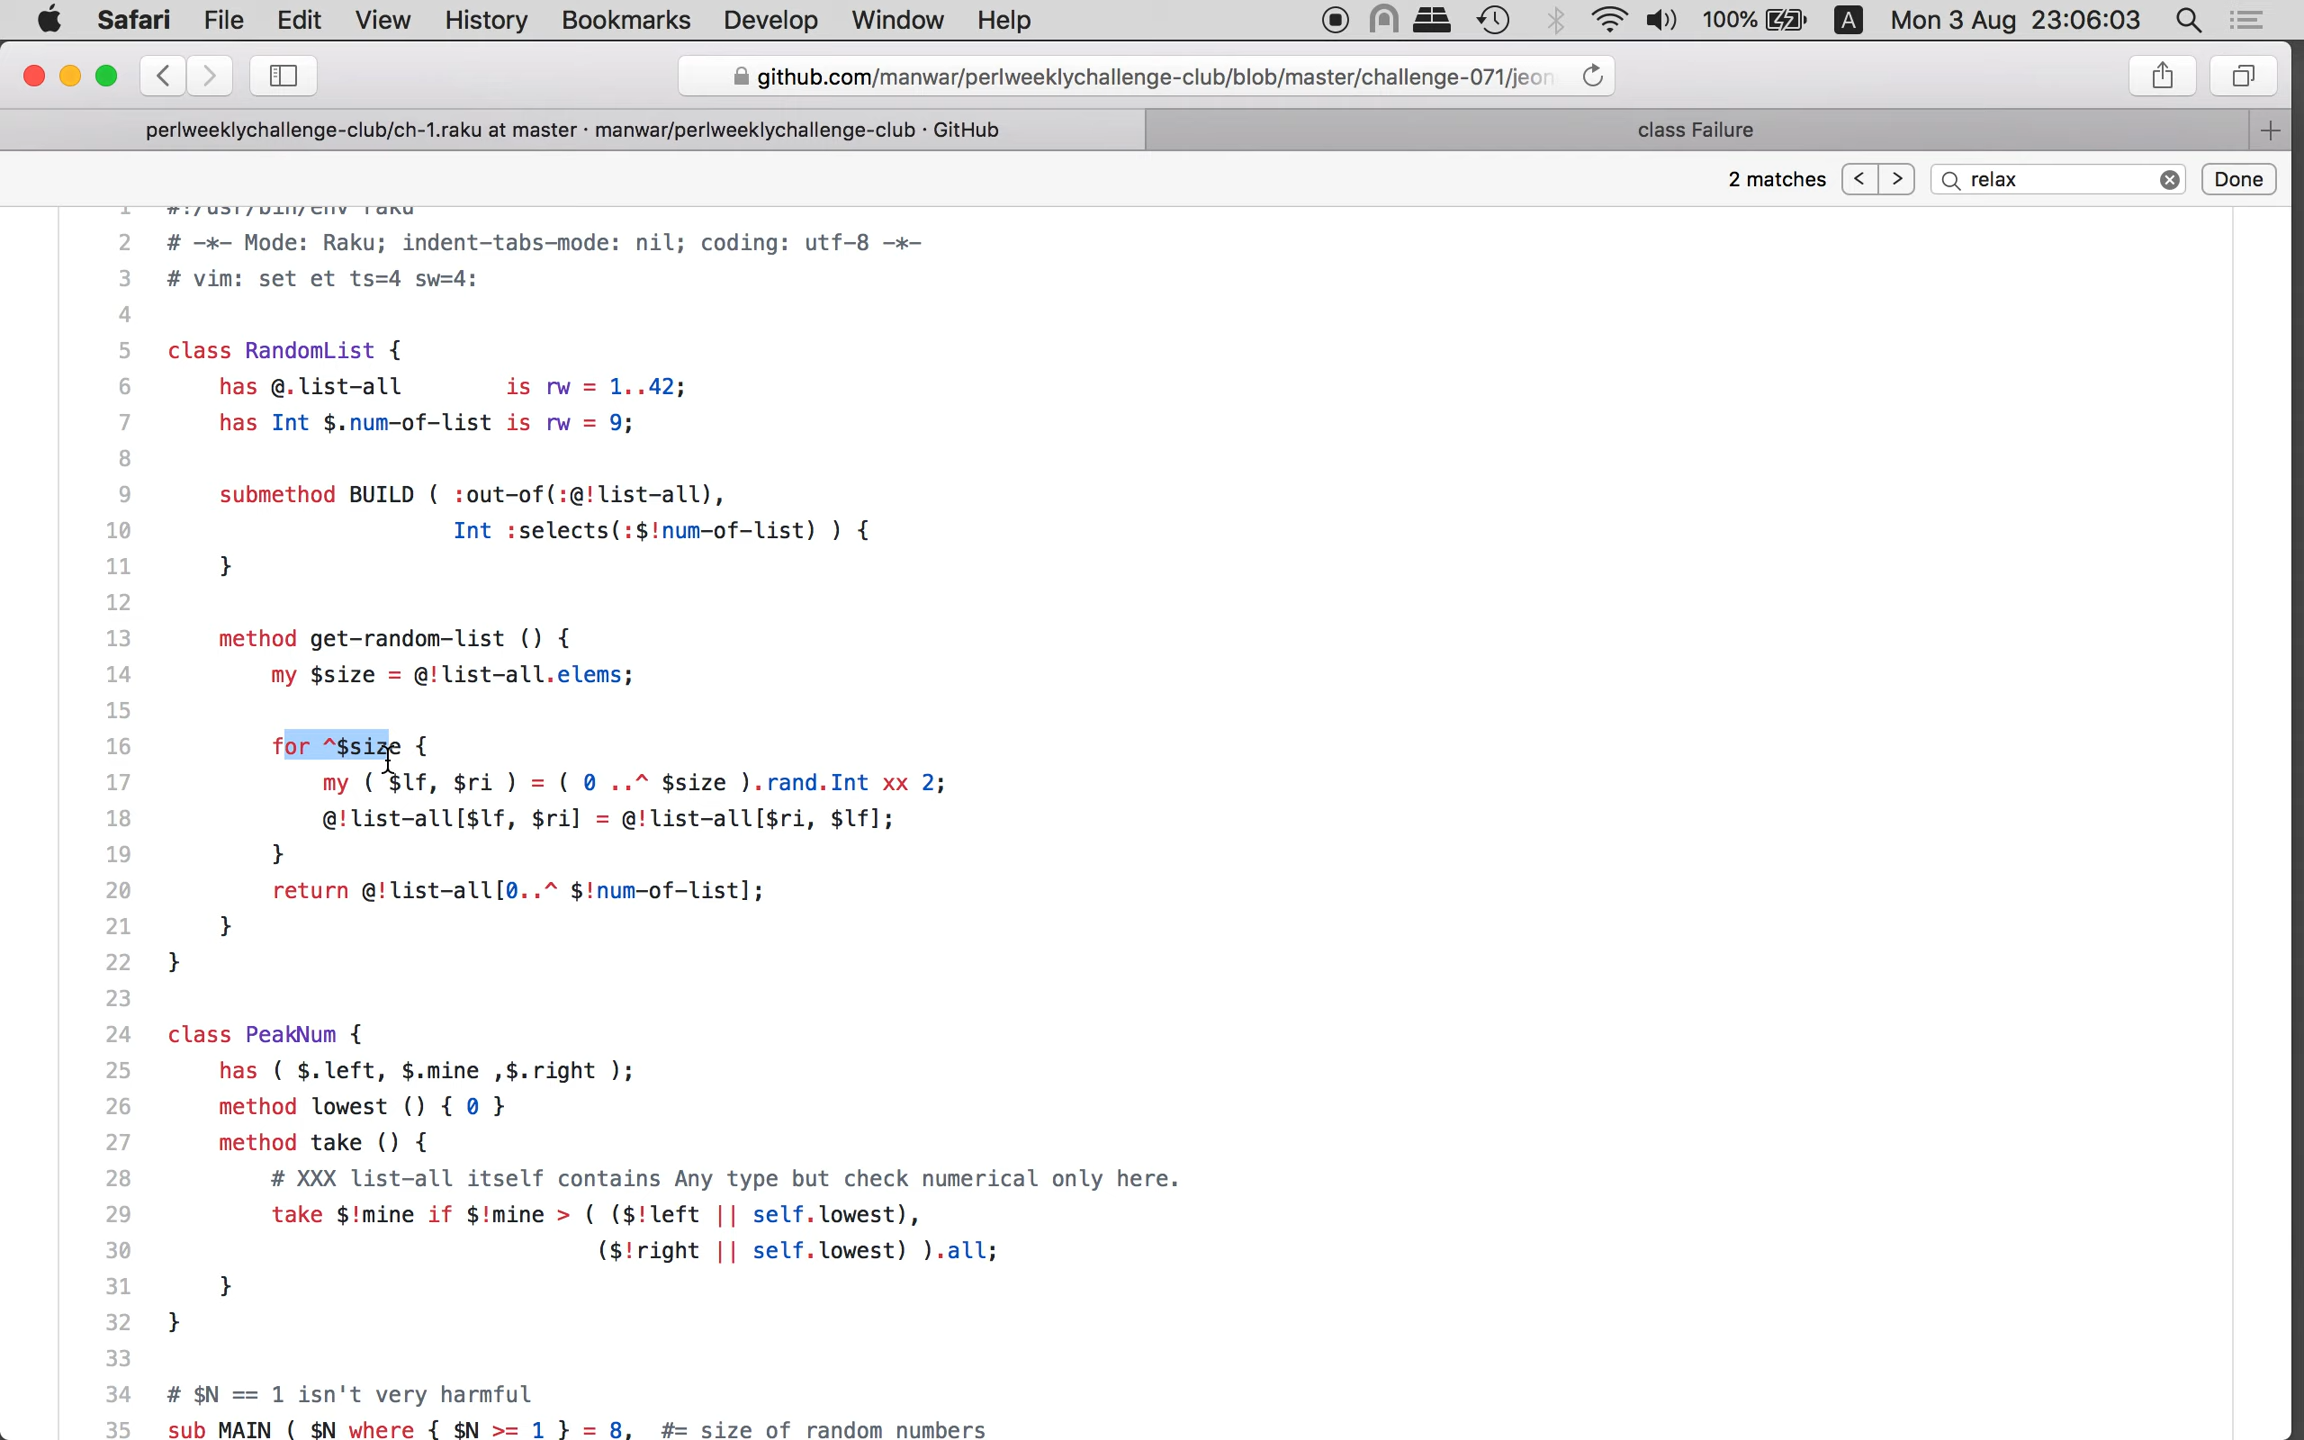 Safari File Edit View History Bookmarks Develop Window Help 100% A Mon 3 Aug 23:06:03
github.com/manwar/perlweeklychallenge-club/blob/master/challenge-071/jeon
perlweeklychallenge-club/ch-1.raku at master · manwar/perlweeklychallenge-club · GitHub
class Failure
2 matches < > relax Done
1 #!/usr/bin/env raku
2 # -*- Mode: Raku; indent-tabs-mode: nil; coding: utf-8 -*-
3 # vim: set et ts=4 sw=4:
4
5 class RandomList {
6 has @.list-all is rw = 1..42;
7 has Int $.num-of-list is rw = 9;
8
9 submethod BUILD ( :out-of(:@!list-all),
10 Int :selects(:$!num-of-list) ) {
11 }
12
13 method get-random-list () {
14 my $size = @!list-all.elems;
15
16 for ^$size {
17 my ( $lf, $ri ) = ( 0 ..^ $size ).rand.Int xx 2;
18 @!list-all[$lf, $ri] = @!list-all[$ri, $lf];
19 }
20 return @!list-all[0..^ $!num-of-list];
21 }
22 }
23
24 class PeakNum {
25 has ( $.left, $.mine ,$.right );
26 method lowest () { 0 }
27 method take () {
28 # XXX list-all itself contains Any type but check numerical only here.
29 take $!mine if $!mine > ( ($!left || self.lowest),
30 ($!right || self.lowest) ).all;
31 }
32 }
33
34 # $N == 1 isn't very harmful
35 sub MAIN ( $N where { $N >= 1 } = 8, #= size of random numbers